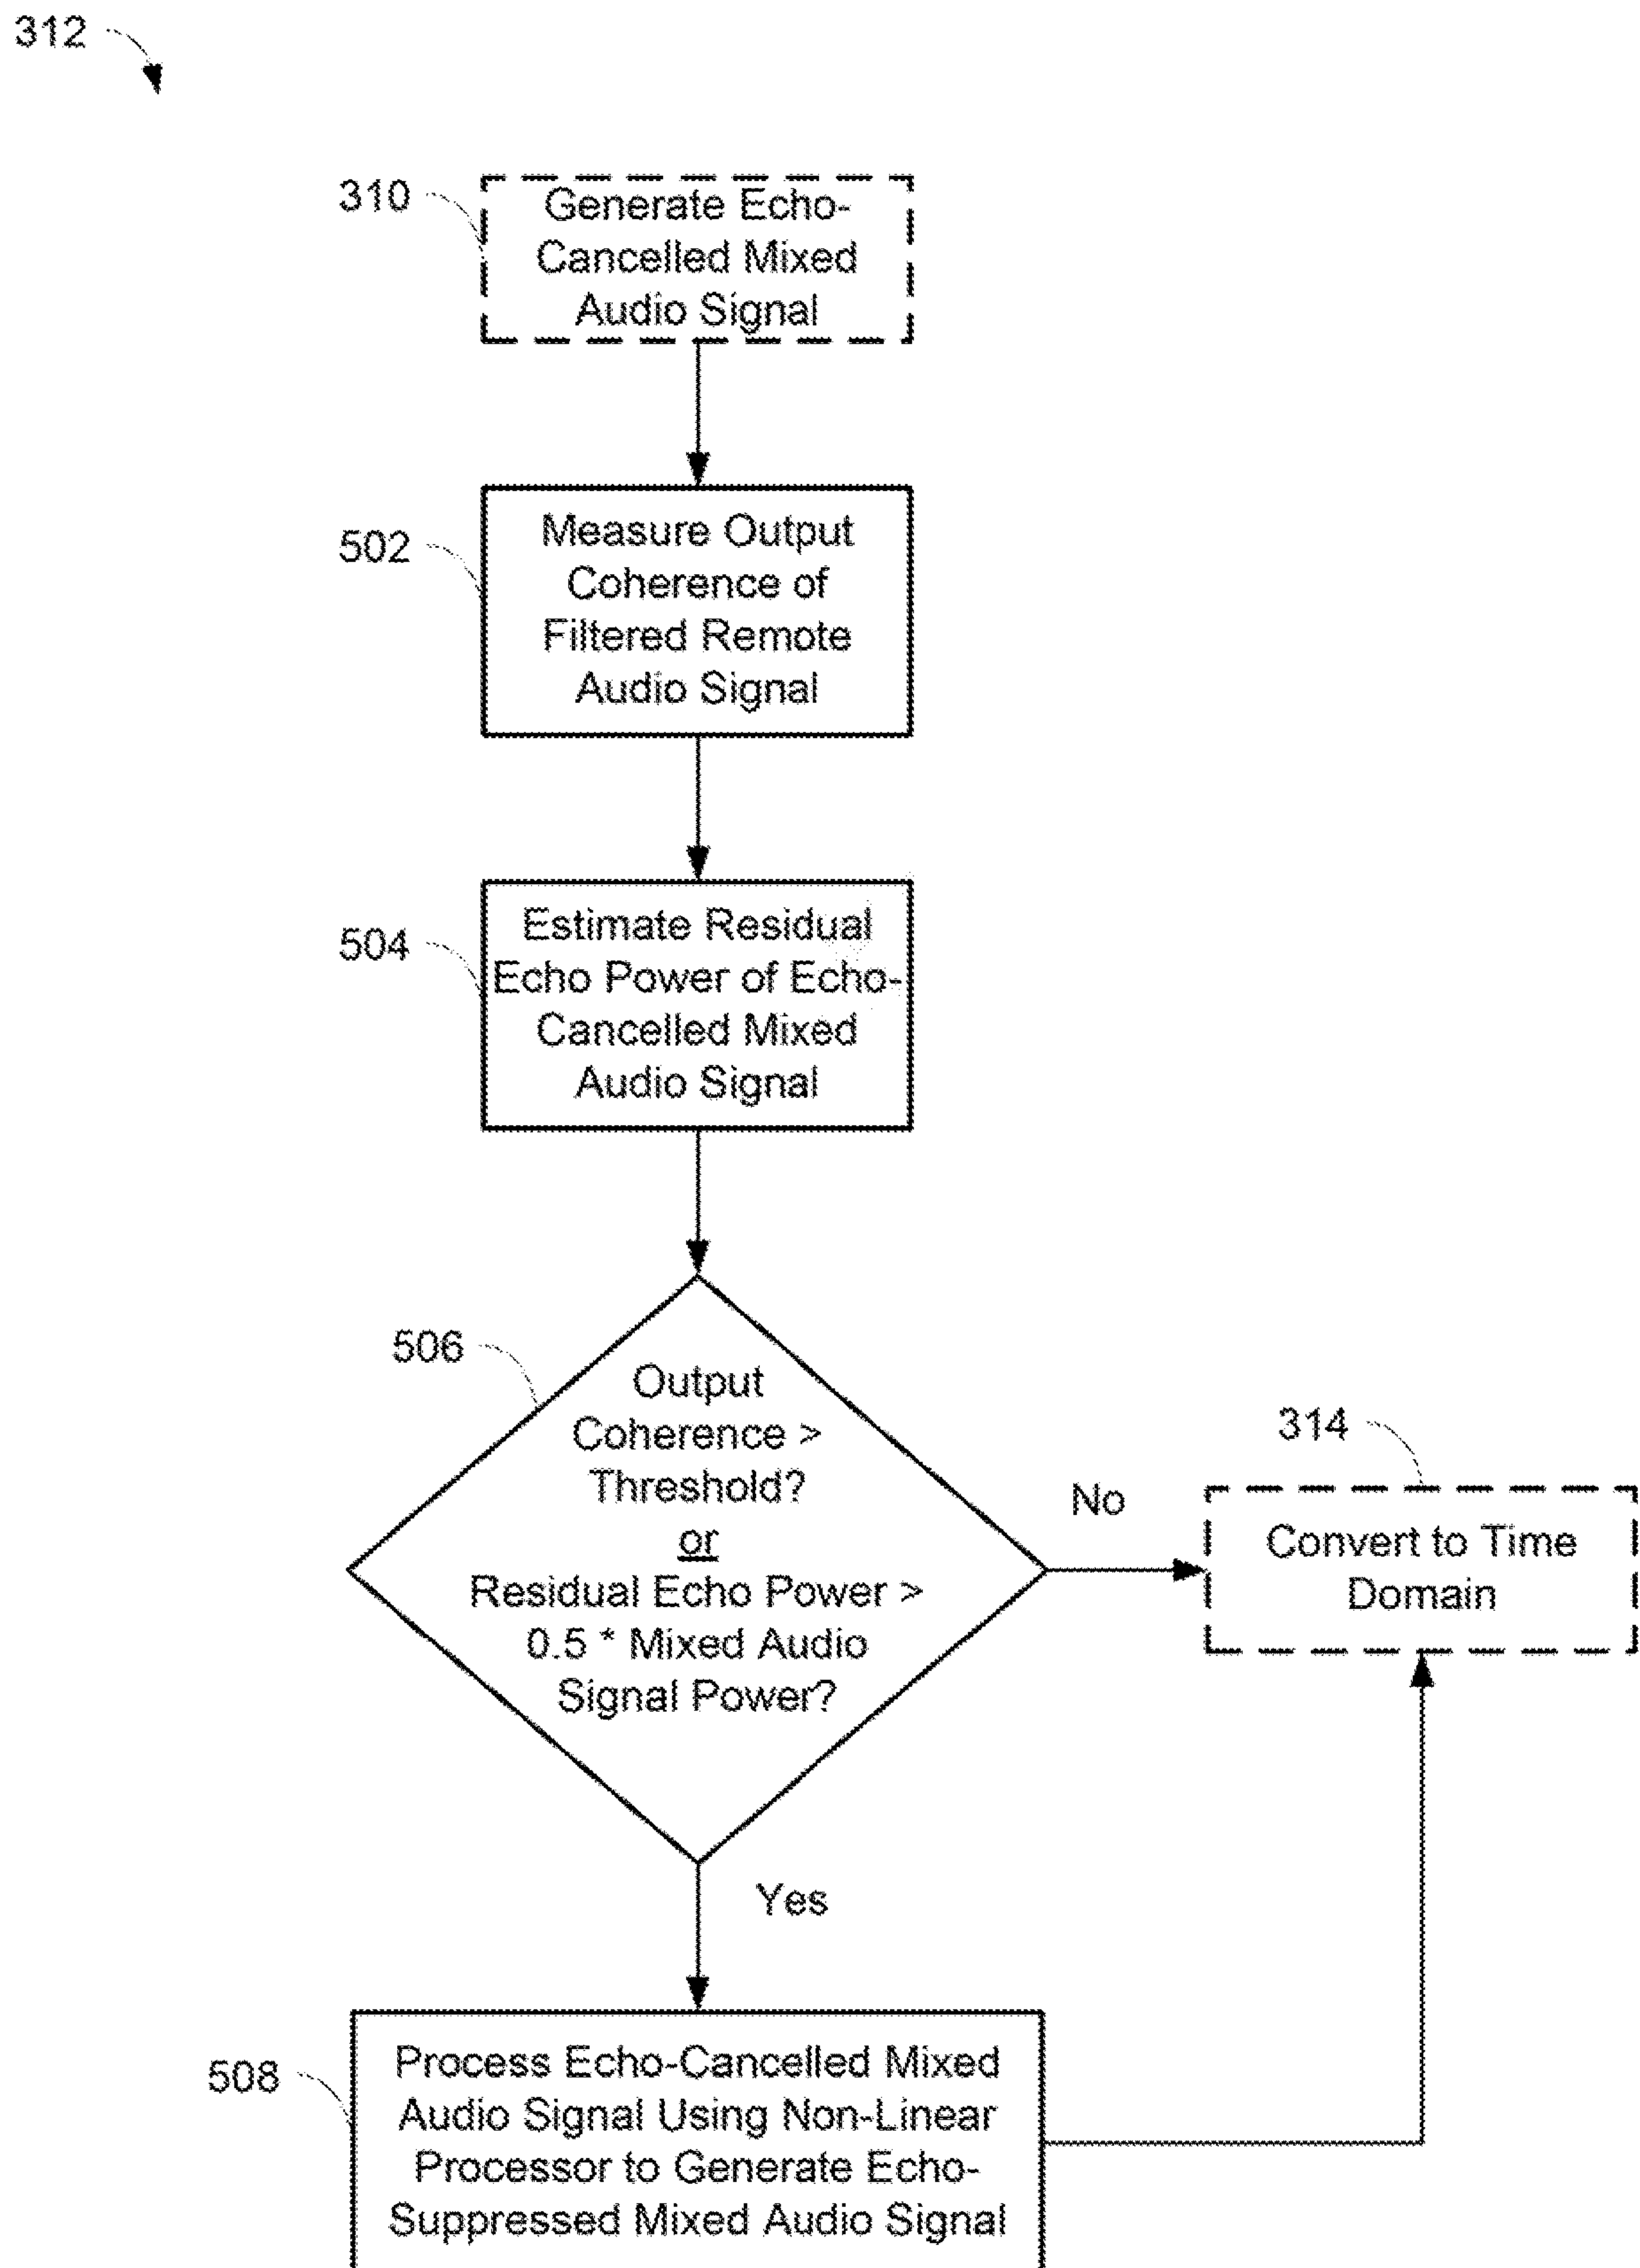 312
310
Generate Echo-
Cancelled Mixed
Audio Signal
502
Measure Output
Coherence of
Filtered Remote
Audio Signal
504
Estimate Residual
Echo Power of Echo-
Cancelled Mixed
Audio Signal
506
Output
Coherence >
Threshold?
or
Residual Echo Power >
0.5 * Mixed Audio
Signal Power?
No
314
Convert to Time
Domain
Yes
508
Process Echo-Cancelled Mixed
Audio Signal Using Non-Linear
Processor to Generate Echo-
Suppressed Mixed Audio Signal